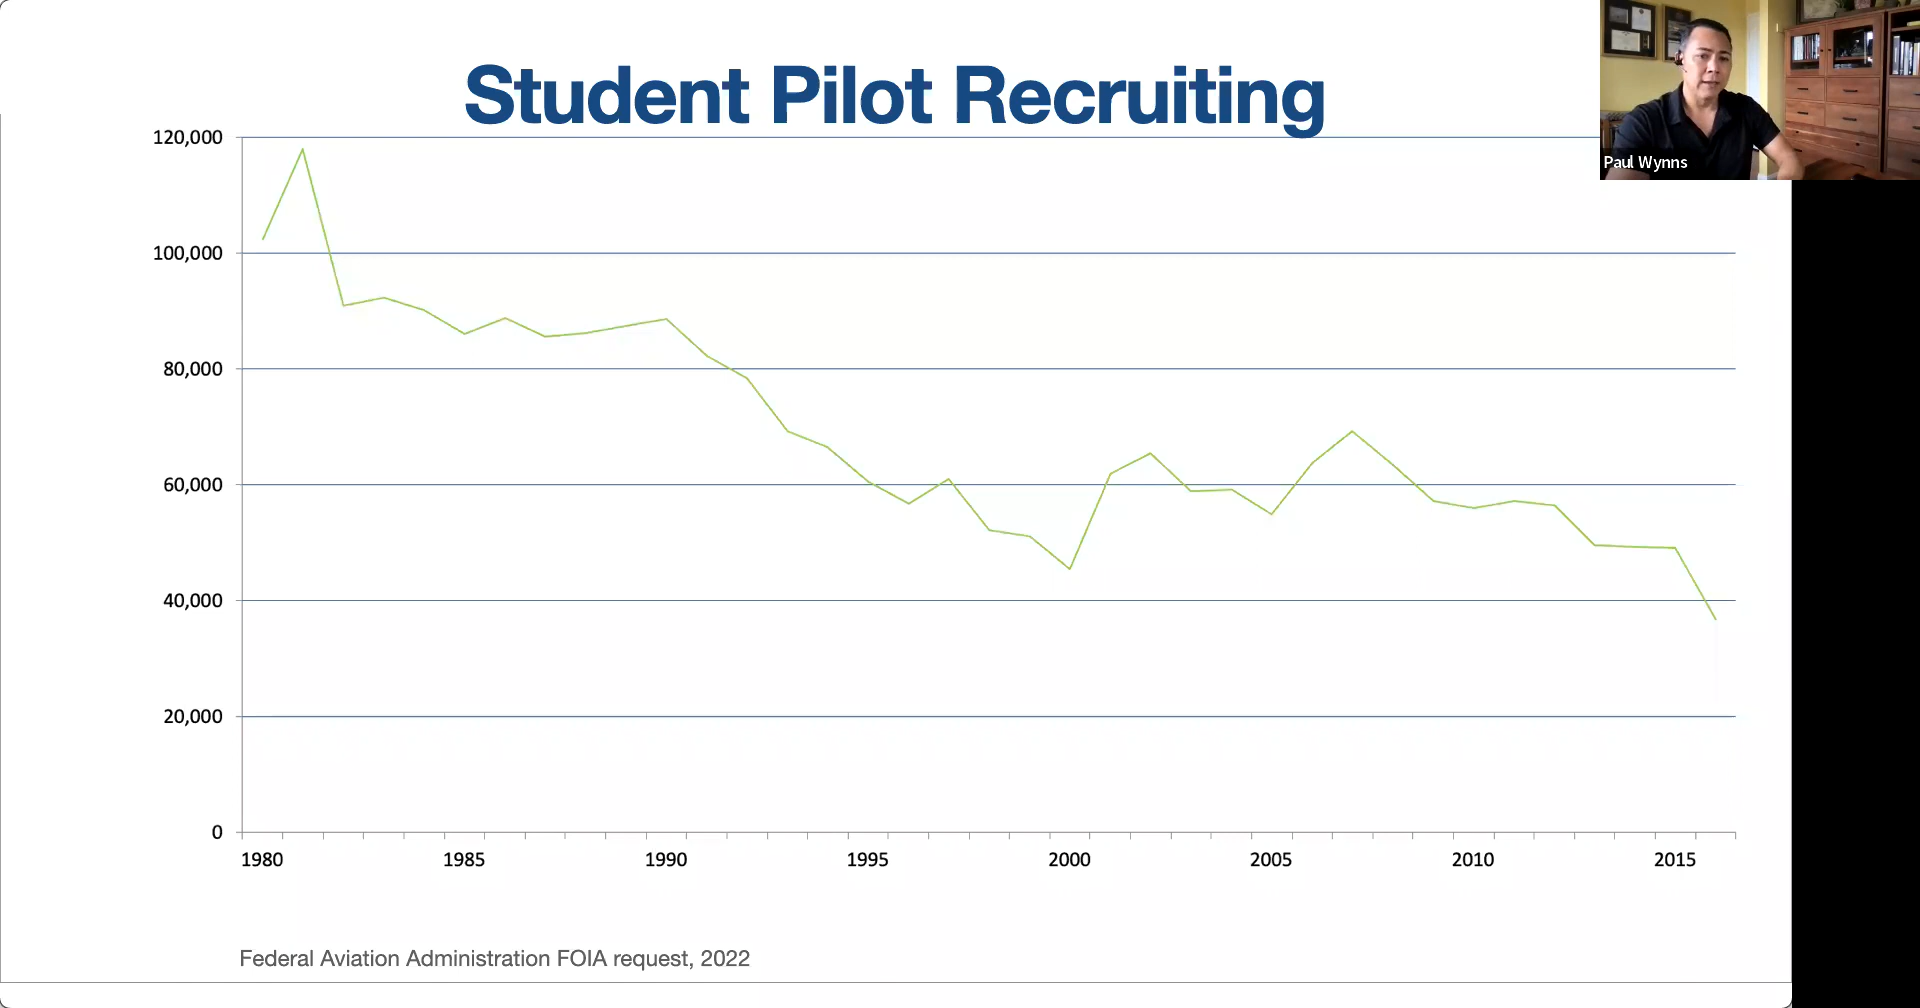 Student Pilot Recruiting
Paul Wynns
120,000
100,000
80,000
60,000
40,000
20,000
0
1980 1985 1990 1995 2000 2005 2010 2015
Federal Aviation Administration FOIA request, 2022